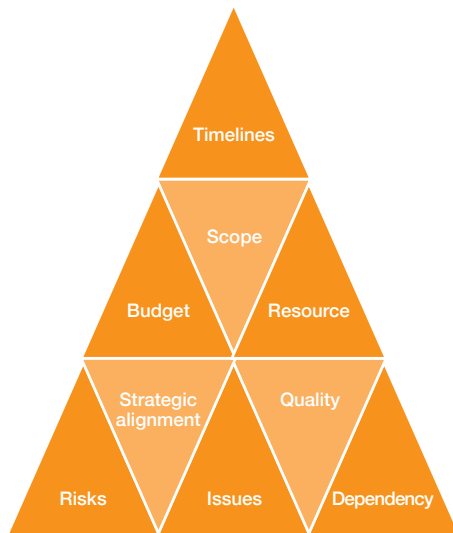 Timelines
Scope
Budget
Resource
Strategic
alignment
Quality
Risks
Issues
Dependency